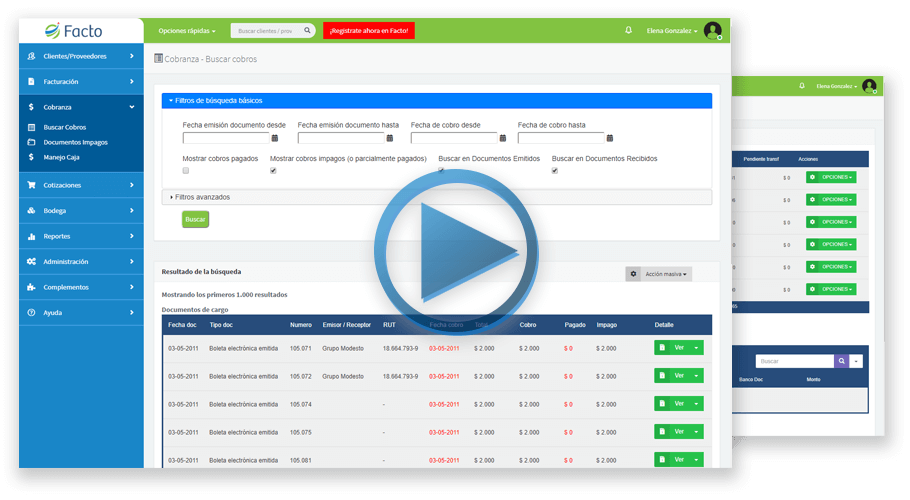 Facto
Opciones rápidas
Buscar clientes / prov
¡Regístrate ahora en Facto!
Elena Gonzalez
Clientes/Proveedores
Facturación
Cobranza
Buscar Cobros
Documentos Impagos
Manejo Caja
Cotizaciones
Bodega
Reportes
Administración
Complementos
Ayuda
Cobranza - Buscar cobros
Filtros de búsqueda básicos
Fecha emisión documento desde Fecha emisión documento hasta Fecha de cobro desde Fecha de cobro hasta
Mostrar cobros pagados Mostrar cobros impagos (o parcialmente pagados) Buscar en Documentos Emitidos Buscar en Documentos Recibidos
Filtros avanzados
Buscar
Resultado de la búsqueda
Acción masiva
Mostrando los primeros 1.000 resultados
Documentos de cargo
Fecha doc Tipo doc Numero Emisor / Receptor RUT Fecha cobro Total Cobro Pagado Impago Detalle
03-05-2011 Boleta electrónica emitida 105.071 Grupo Modesto 18.664.793-9 03-05-2011 $ 2.000 $ 2.000 $ 0 $ 2.000 Ver
03-05-2011 Boleta electrónica emitida 105.072 Grupo Modesto 18.664.793-9 03-05-2011 $ 2.000 $ 2.000 $ 0 $ 2.000 Ver
03-05-2011 Boleta electrónica emitida 105.074 - 03-05-2011 $ 2.000 $ 2.000 $ 0 $ 2.000 Ver
03-05-2011 Boleta electrónica emitida 105.075 - 03-05-2011 $ 2.000 $ 2.000 $ 0 $ 2.000 Ver
03-05-2011 Boleta electrónica emitida 105.081 - 03-05-2011 $ 2.000 $ 2.000 $ 0 $ 2.000 Ver
Elena Gonzalez
Pendiente transf Acciones
$ 0 OPCIONES
$ 0 OPCIONES
$ 0 OPCIONES
$ 0 OPCIONES
$ 0 OPCIONES
$ 0 OPCIONES
Buscar
Banco Doc Monto